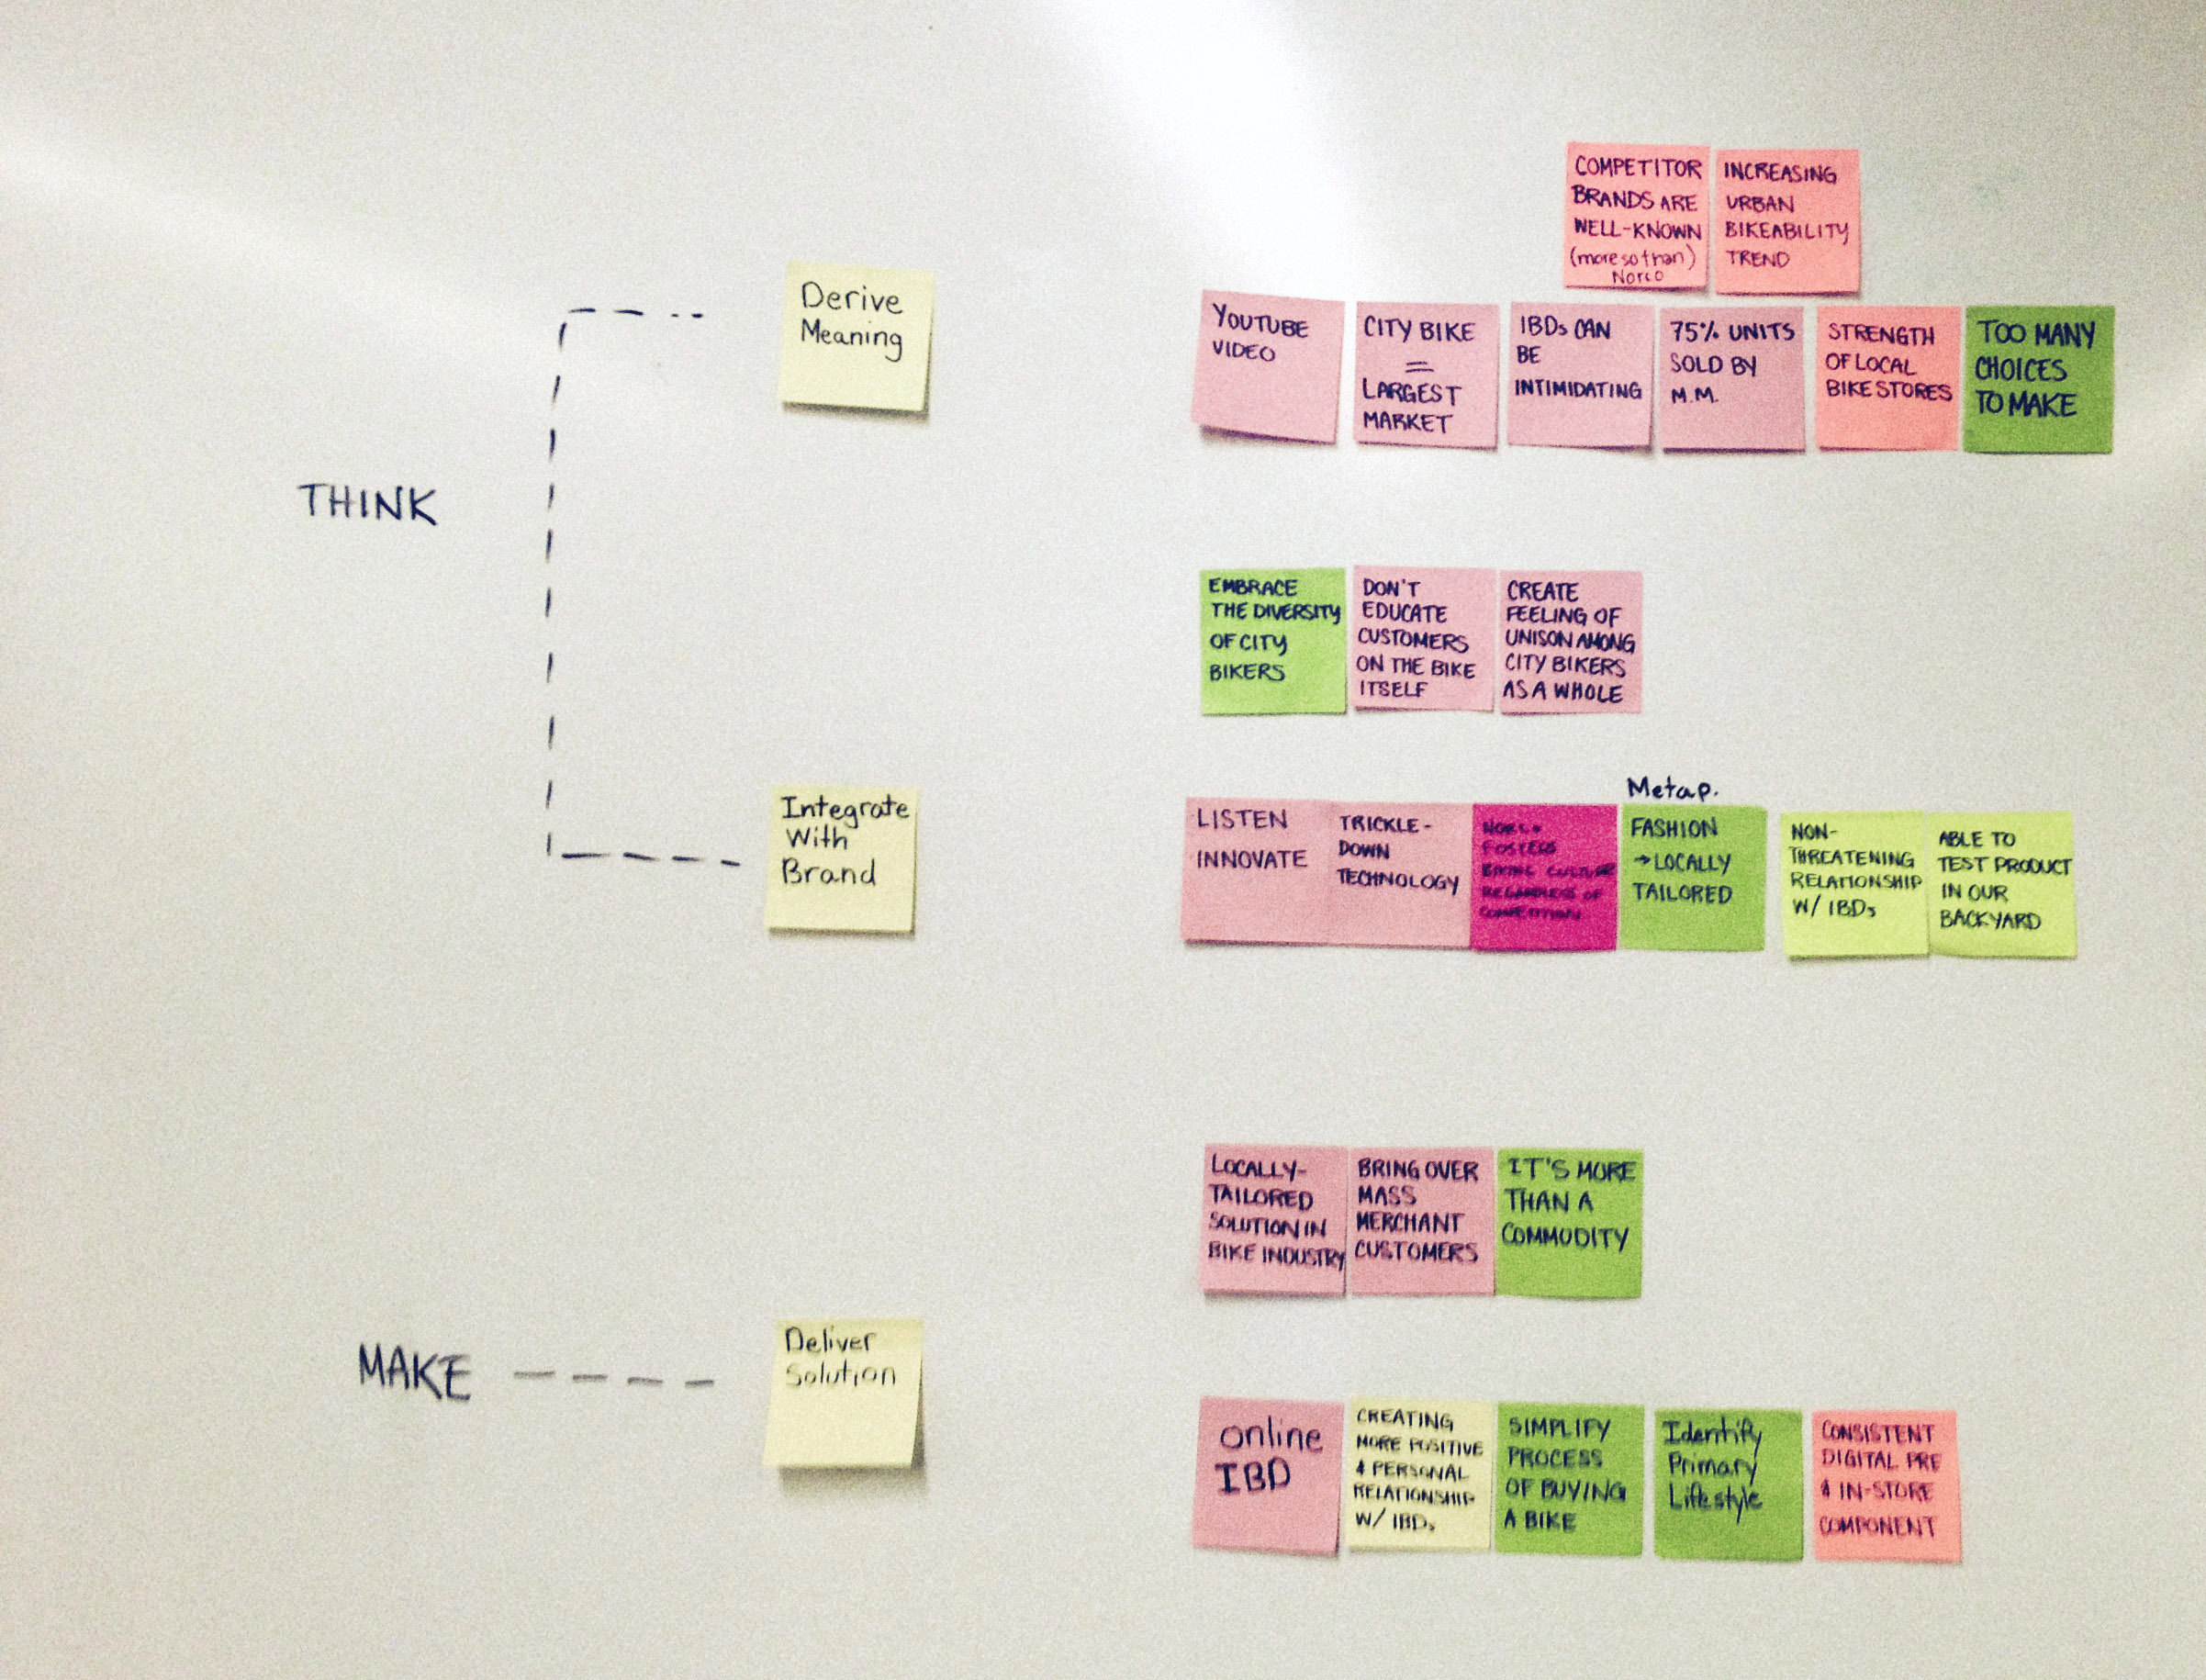 COMPETITOR
BRANDS ARE
WELL-KNOWN
(more so than)
Norco
INCREASING
URBAN
BIKEABILITY
TREND
Derive
Meaning
YOUTUBE
VIDEO
CITY BIKE
=
LARGEST
MARKET
IBDs CAN
BE
INTIMIDATING
75% UNITS
SOLD BY
M.M.
STRENGTH
OF LOCAL
BIKE STORES
TOO MANY
CHOICES
TO MAKE
THINK
EMBRACE
THE DIVERSITY
OF CITY
BIKERS
DON'T
EDUCATE
CUSTOMERS
ON THE BIKE
ITSELF
CREATE
FEELING OF
UNISON AMONG
CITY BIKERS
AS A WHOLE
Integrate
With
Brand
LISTEN
INNOVATE
TRICKLE-
DOWN
TECHNOLOGY
NORCO
FOSTERS
BIKING CULTURE
REGARDLESS OF
COMPETITION
Metap.
FASHION
→LOCALLY
TAILORED
NON-
THREATENING
RELATIONSHIP
W/ IBDs
ABLE TO
TEST PRODUCT
IN OUR
BACKYARD
LOCALLY-
TAILORED
SOLUTION IN
BIKE INDUSTRY
BRING OVER
MASS
MERCHANT
CUSTOMERS
IT'S MORE
THAN A
COMMODITY
MAKE
Deliver
Solution
online
IBD
CREATING
MORE POSITIVE
& PERSONAL
RELATIONSHIP
W/ IBDs
SIMPLIFY
PROCESS
OF BUYING
A BIKE
Identify
Primary
Lifestyle
CONSISTENT
DIGITAL PRE
& IN-STORE
COMPONENT